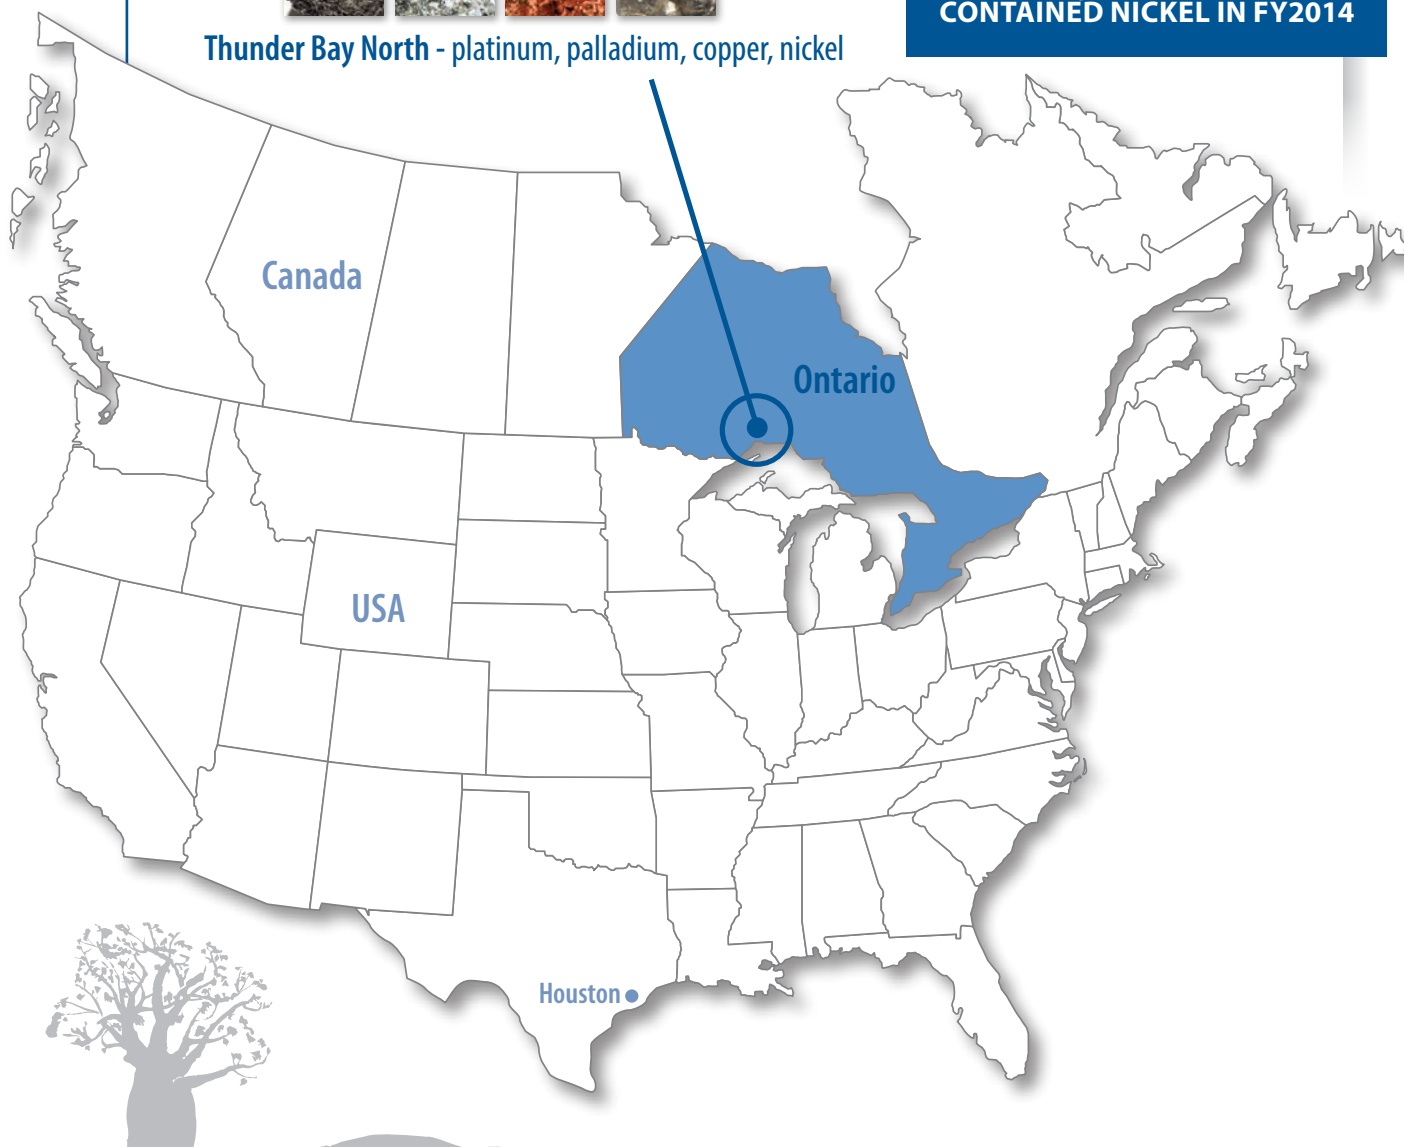 CONTAINED NICKEL IN FY2014
Thunder Bay North - platinum, palladium, copper, nickel
Canada
Ontario
USA
Houston